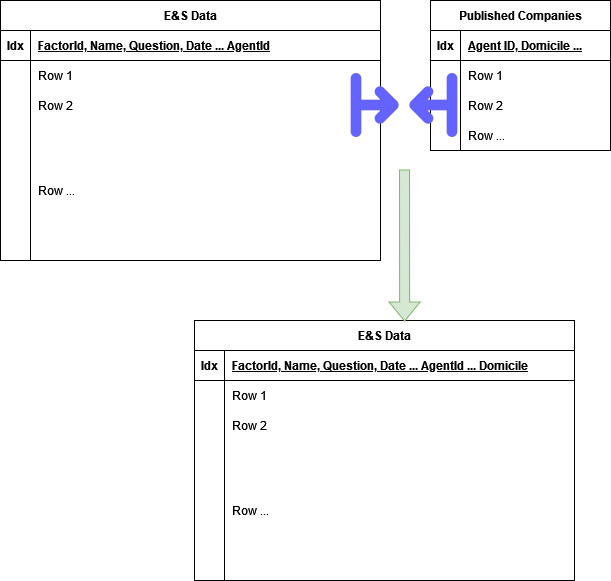 E&S Data
Idx FactorId, Name, Question, Date ... AgentId
Row 1
Row 2
Row ...
Published Companies
Idx Agent ID, Domicile ...
Row 1
Row 2
Row ...
E&S Data
Idx FactorId, Name, Question, Date ... AgentId ... Domicile
Row 1
Row 2
Row ...